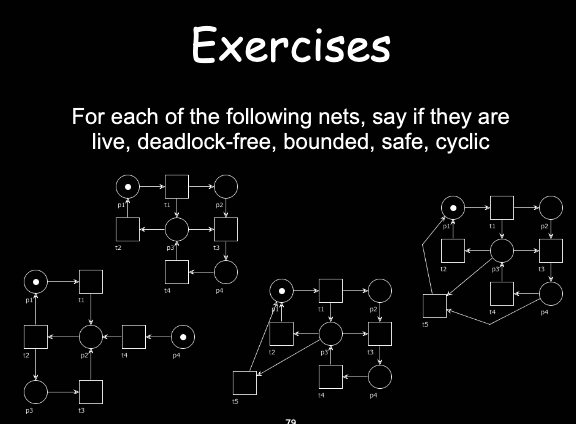 Exercises
For each of the following nets, say if they are
live, deadlock-free, bounded, safe, cyclic
p1 t1 p2
t2 p3 t3
t4 p4
p1 t1 p2
t2 p3 t3
t4 p4
t5
p1 t1
t2 p2 t4 p4
p3 t3
p1 t1 p2
t2 p3 t3
t4 p4
t5
79